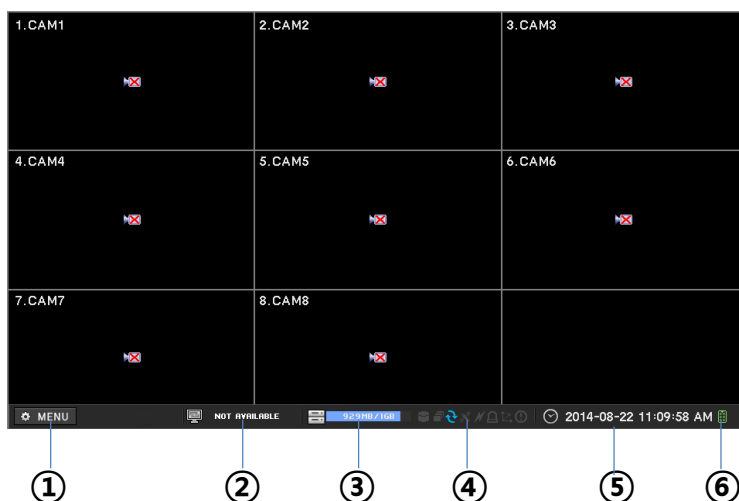 1.CAM1 2.CAM2 3.CAM3
4.CAM4 5.CAM5 6.CAM6
7.CAM7 8.CAM8
MENU NOT AVAILABLE 929MB/1GB 2014-08-22 11:09:58 AM
① ② ③ ④ ⑤ ⑥